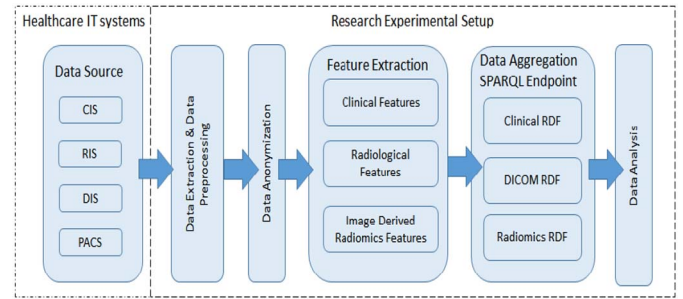 Healthcare IT systems
Research Experimental Setup
Data Source
CIS
RIS
DIS
PACS
Data Extraction & Data
Preprocessing
Data Anonymization
Feature Extraction
Clinical Features
Radiological
Features
Image Derived
Radiomics Features
Data Aggregation
SPARQL Endpoint
Clinical RDF
DICOM RDF
Radiomics RDF
Data Analysis